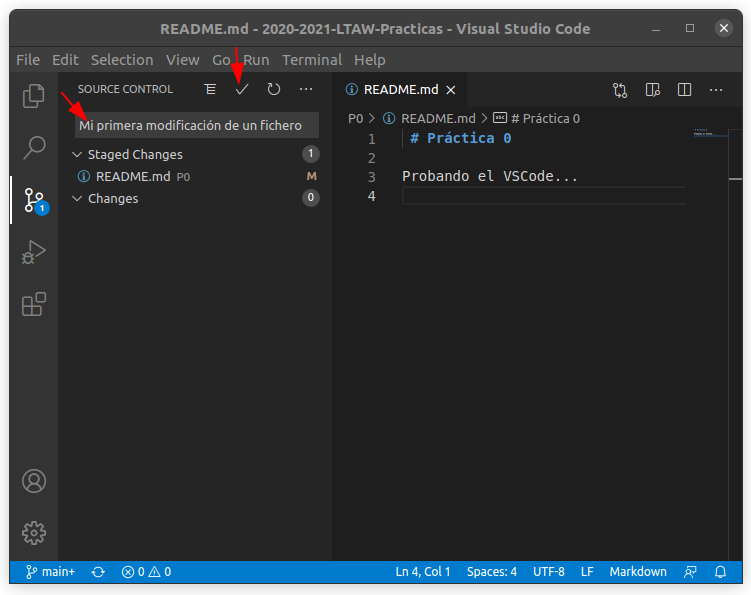 README.md - 2020-2021-LTAW-Practicas - Visual Studio Code
File Edit Selection View Go Run Terminal Help
SOURCE CONTROL
Mi primera modificación de un fichero
Staged Changes 1
README.md P0 M
Changes 0
1
README.md
P0 > README.md > abc # Práctica 0
1 # Práctica 0
2
3 Probando el VSCode...
4
main+ 0 0 Ln 4, Col 1 Spaces: 4 UTF-8 LF Markdown